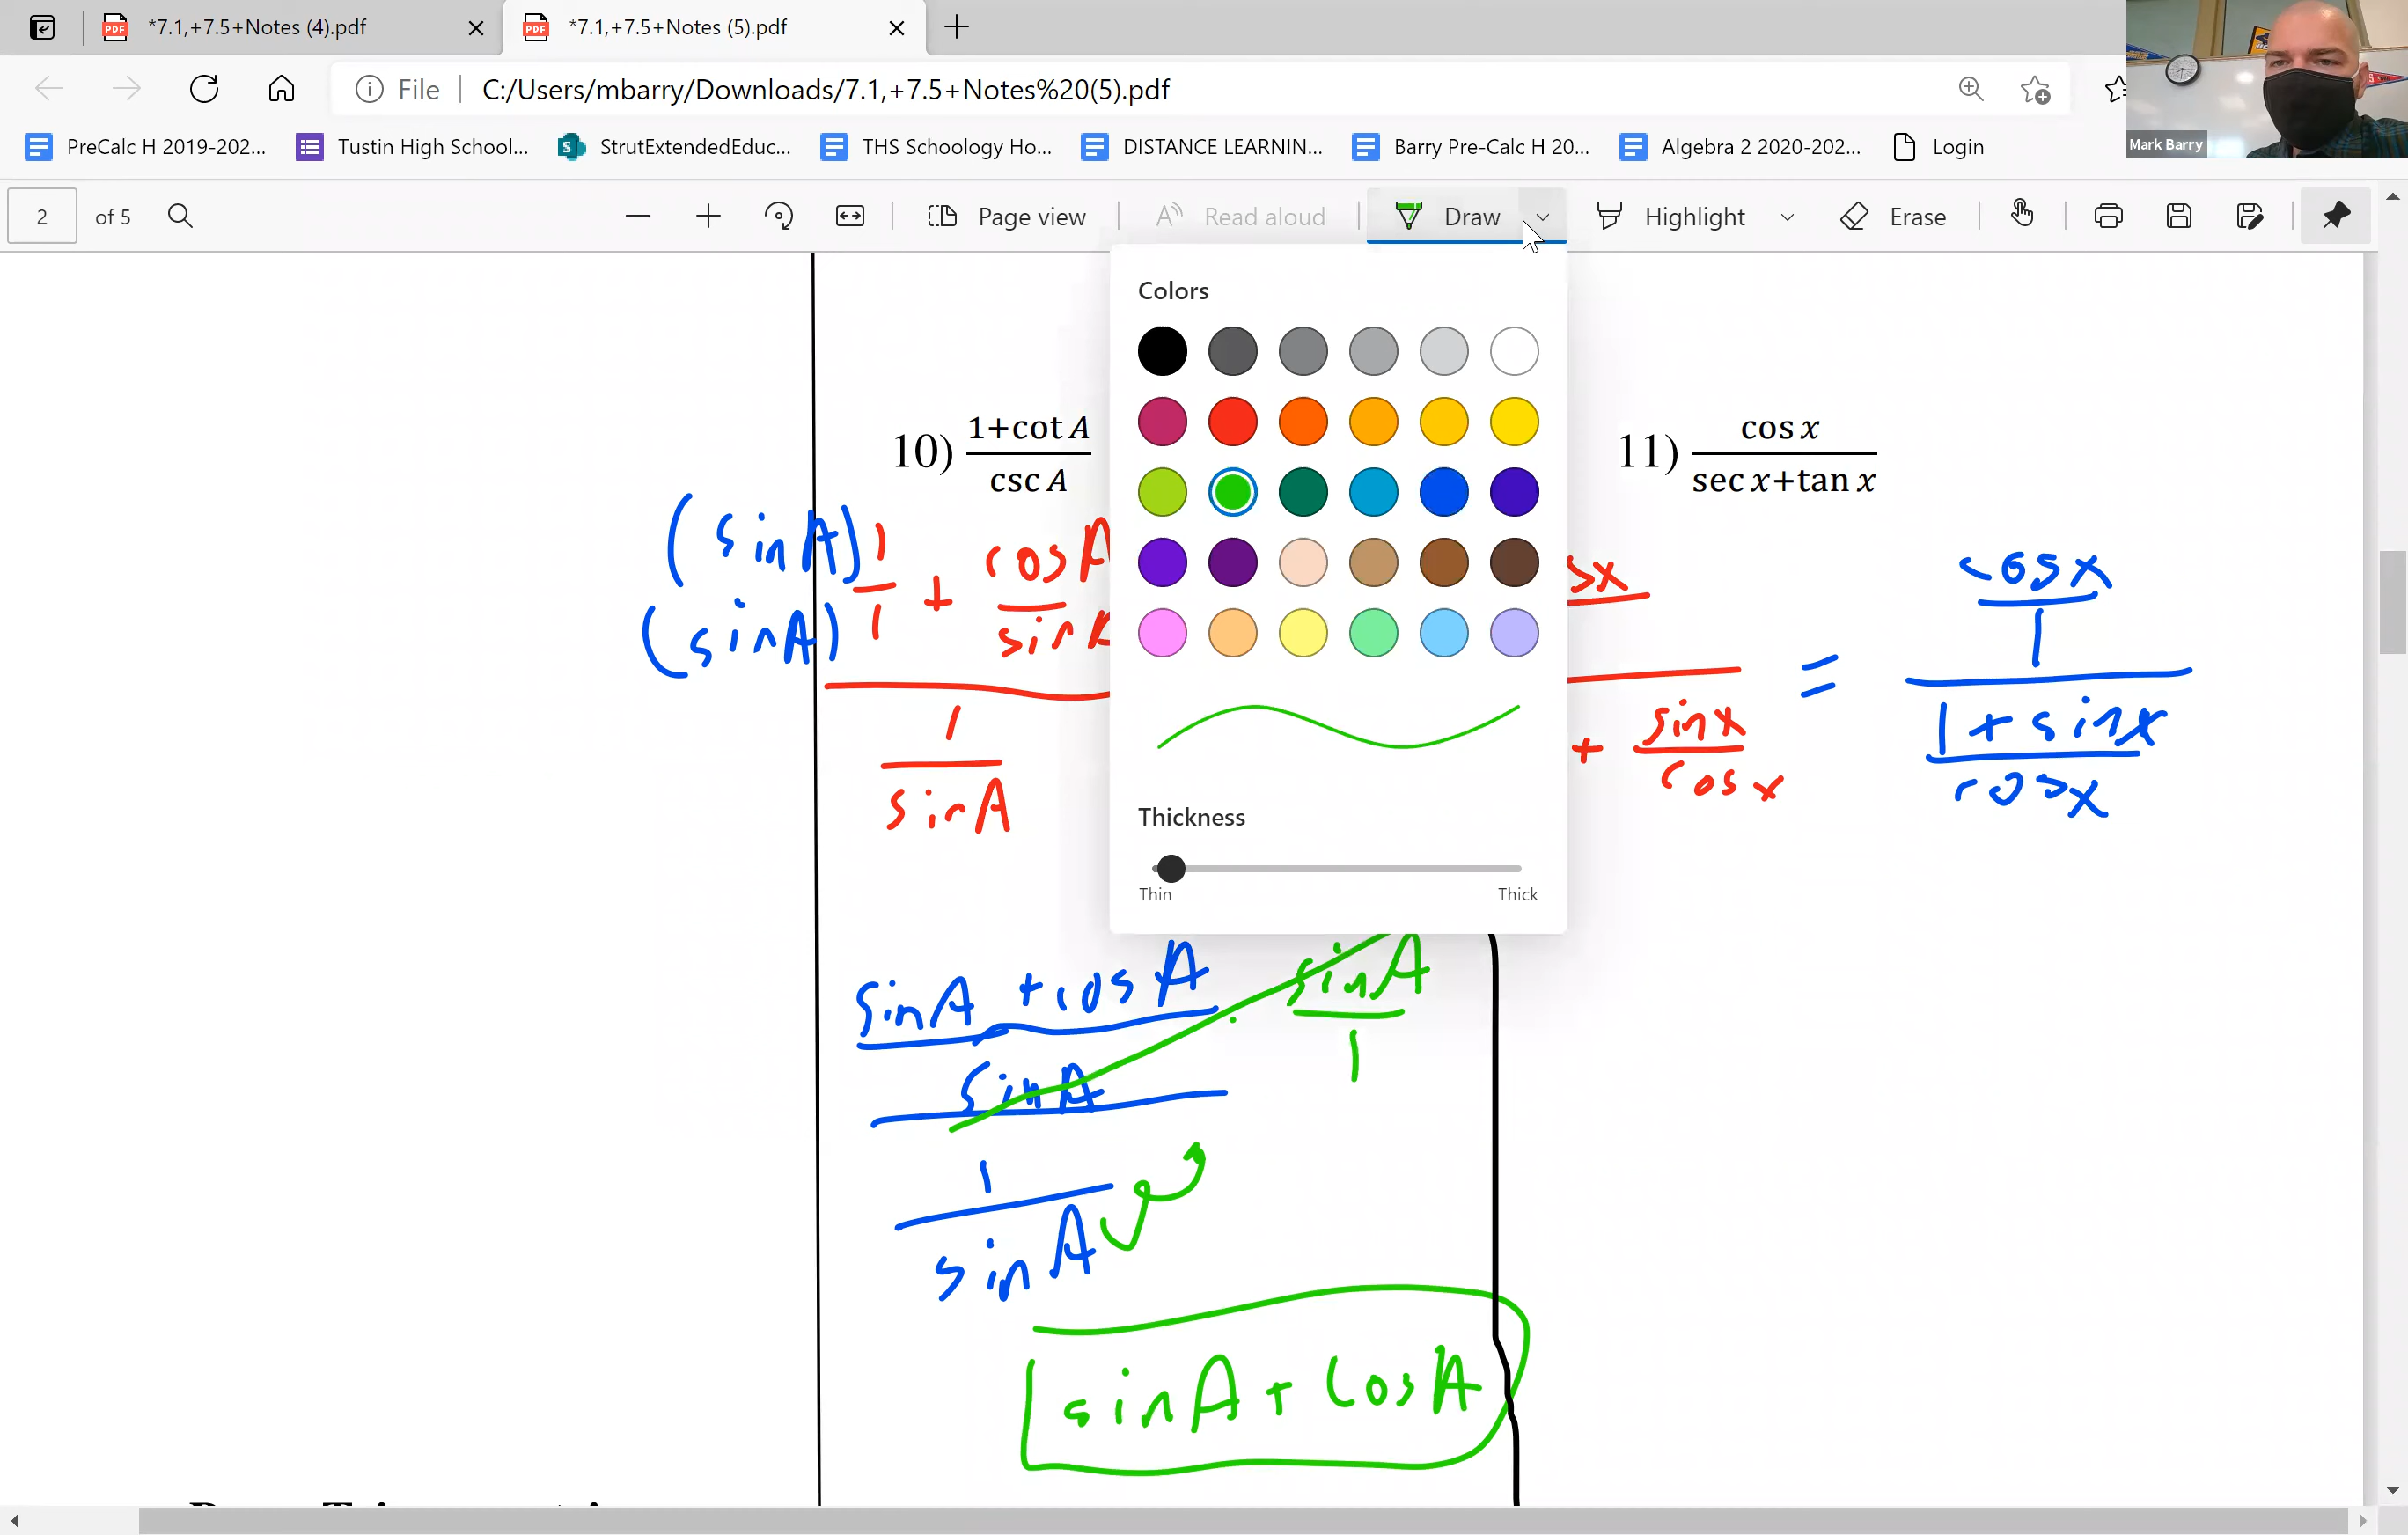 *7.1,+7.5+Notes (4).pdf
*7.1,+7.5+Notes (5).pdf
File
C:/Users/mbarry/Downloads/7.1,+7.5+Notes%20(5).pdf
PreCalc H 2019-202...
Tustin High School...
StrutExtendedEduc...
THS Schoology Ho...
DISTANCE LEARNIN...
Barry Pre-Calc H 20...
Algebra 2 2020-202...
Login
Mark Barry
2 of 5
Page view
Read aloud
Draw
Highlight
Erase
Colors
Thickness
Thin
Thick
10) 1+cot A
csc A
(sinA) 1 + cosA
(sinA) 1 sin
1
sinA
sinA + cosA
sinA
1
sinA
sinA
1
sinA + cosA
11) cos x
sec x+tan x
sx
+ sinx
cosx
=
cosx
1
1 + sinx
cosx